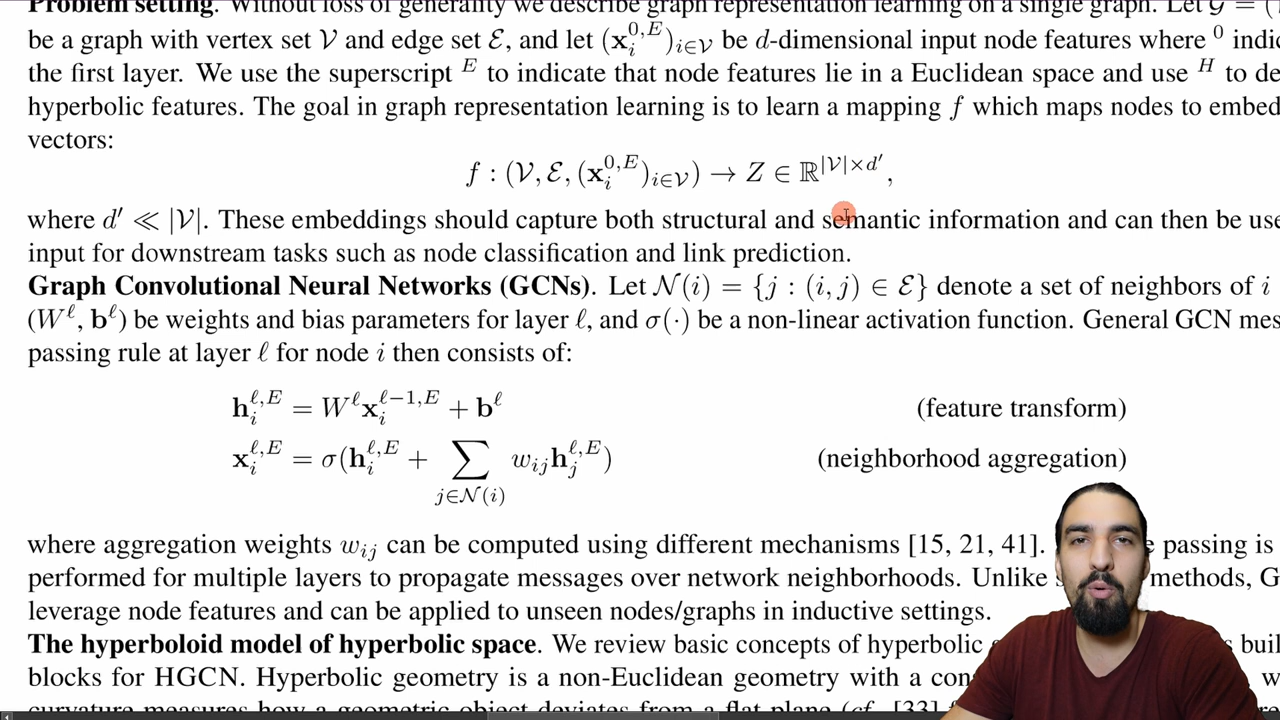 Problem setting. Without loss of generality we describe graph representation learning on a single graph. Let 𝒢 = (
be a graph with vertex set 𝒱 and edge set ℰ, and let (x_i^{0,E})_{i∈𝒱} be d-dimensional input node features where ^0 indic
the first layer. We use the superscript ^E to indicate that node features lie in a Euclidean space and use ^H to de
hyperbolic features. The goal in graph representation learning is to learn a mapping f which maps nodes to embed
vectors:
f : (𝒱, ℰ, (x_i^{0,E})_{i∈𝒱}) → Z ∈ ℝ^{|𝒱|×d′},
where d′ ≪ |𝒱|. These embeddings should capture both structural and semantic information and can then be use
input for downstream tasks such as node classification and link prediction.
Graph Convolutional Neural Networks (GCNs). Let 𝒩(i) = {j : (i, j) ∈ ℰ} denote a set of neighbors of i
(W^ℓ, b^ℓ) be weights and bias parameters for layer ℓ, and σ(·) be a non-linear activation function. General GCN mes
passing rule at layer ℓ for node i then consists of:
h_i^{ℓ,E} = W^ℓ x_i^{ℓ−1,E} + b^ℓ (feature transform)
x_i^{ℓ,E} = σ(h_i^{ℓ,E} + ∑_{j∈𝒩(i)} w_{ij} h_j^{ℓ,E}) (neighborhood aggregation)
where aggregation weights w_{ij} can be computed using different mechanisms [15, 21, 41]. passing is
performed for multiple layers to propagate messages over network neighborhoods. Unlike methods, G
leverage node features and can be applied to unseen nodes/graphs in inductive settings.
The hyperboloid model of hyperbolic space. We review basic concepts of hyperbolic buil
blocks for HGCN. Hyperbolic geometry is a non-Euclidean geometry with a con w
curvature measures how a geometric object deviates from a flat plane (cf. [33]